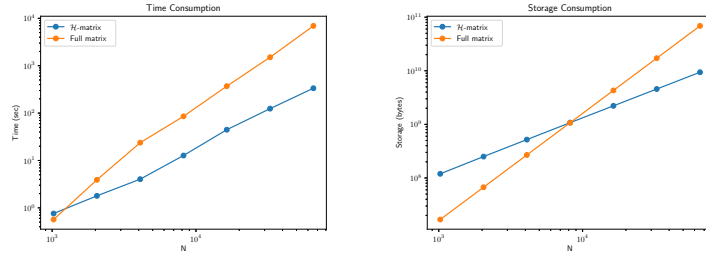 Time Consumption
10⁴
10³
10²
10¹
10⁰
Time (sec)
ℋ-matrix
Full matrix
10³
10⁴
N
Storage Consumption
10¹¹
10¹⁰
10⁹
10⁸
Storage (bytes)
ℋ-matrix
Full matrix
10³
10⁴
N